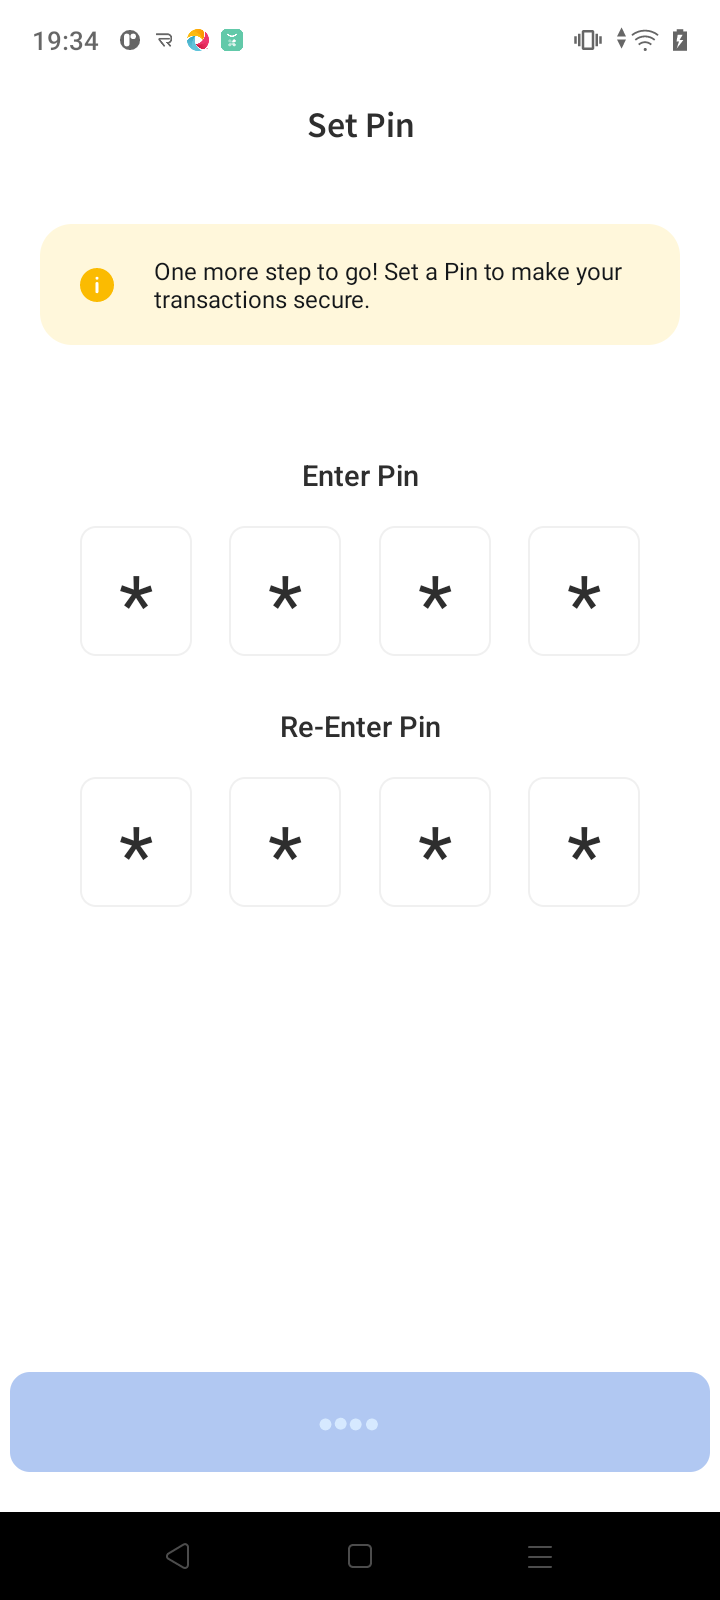 19:34
Set Pin
One more step to go! Set a Pin to make your
transactions secure.
Enter Pin
* * * *
Re-Enter Pin
* * * *